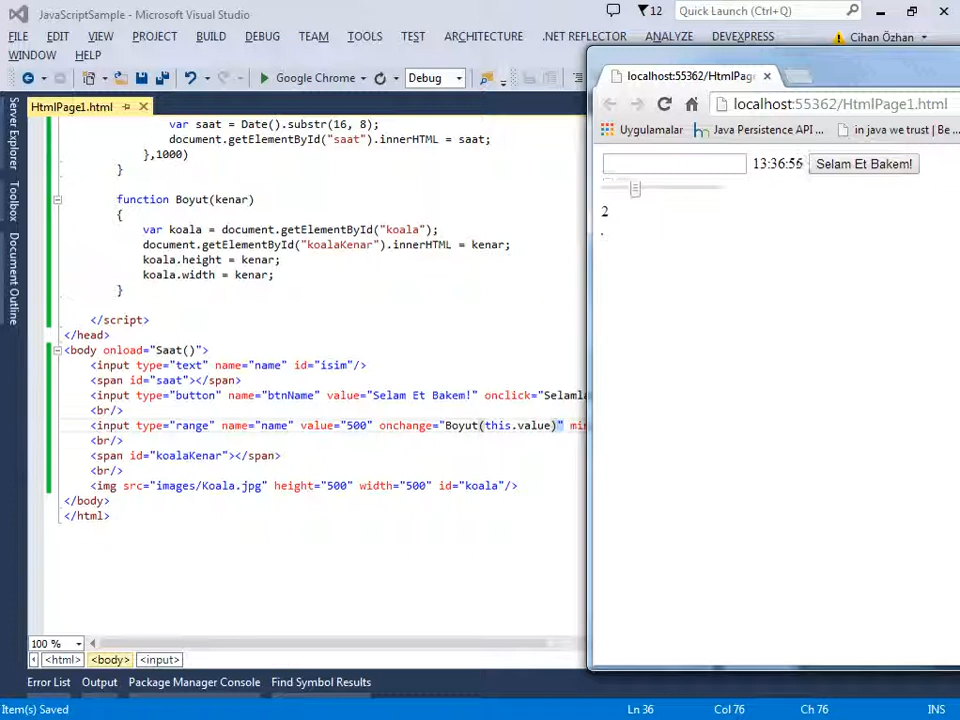 JavaScriptSample - Microsoft Visual Studio
12
Quick Launch (Ctrl+Q)
FILE EDIT VIEW PROJECT BUILD DEBUG TEAM TOOLS TEST ARCHITECTURE .NET REFLECTOR ANALYZE DEVEXPRESS Cihan Özhan
WINDOW HELP
Google Chrome Debug
HtmlPage1.html
Server Explorer
Toolbox
Document Outline
var saat = Date().substr(16, 8);
document.getElementById("saat").innerHTML = saat;
},1000)
}
function Boyut(kenar)
{
var koala = document.getElementById("koala");
document.getElementById("koalaKenar").innerHTML = kenar;
koala.height = kenar;
koala.width = kenar;
}
</script>
</head>
<body onload="Saat()">
<input type="text" name="name" id="isim"/>
<span id="saat"></span>
<input type="button" name="btnName" value="Selam Et Bakem!" onclick="Selamla
<br/>
<input type="range" name="name" value="500" onchange="Boyut(this.value)" min
<br/>
<span id="koalaKenar"></span>
<br/>
<img src="images/Koala.jpg" height="500" width="500" id="koala"/>
</body>
</html>
100 %
<html> <body> <input>
Error List Output Package Manager Console Find Symbol Results
Item(s) Saved Ln 36 Col 76 Ch 76 INS
localhost:55362/HtmlPag
localhost:55362/HtmlPage1.html
Uygulamalar Java Persistence API ... in java we trust | Be ...
13:36:55 Selam Et Bakem!
2